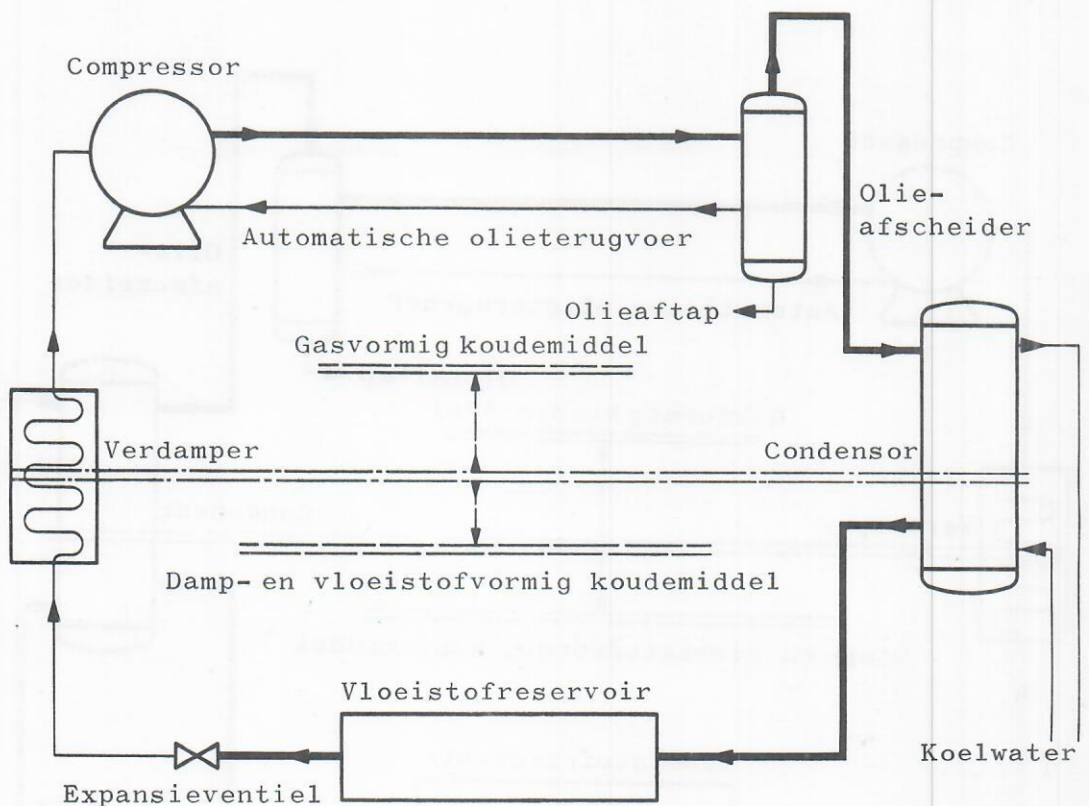 Compressor
Olie-
afscheider
Automatische olieterugvoer
Olieaftap
Gasvormig koudemiddel
Verdamper
Condensor
Damp- en vloeistofvormig koudemiddel
Vloeistofreservoir
Koelwater
Expansieventiel